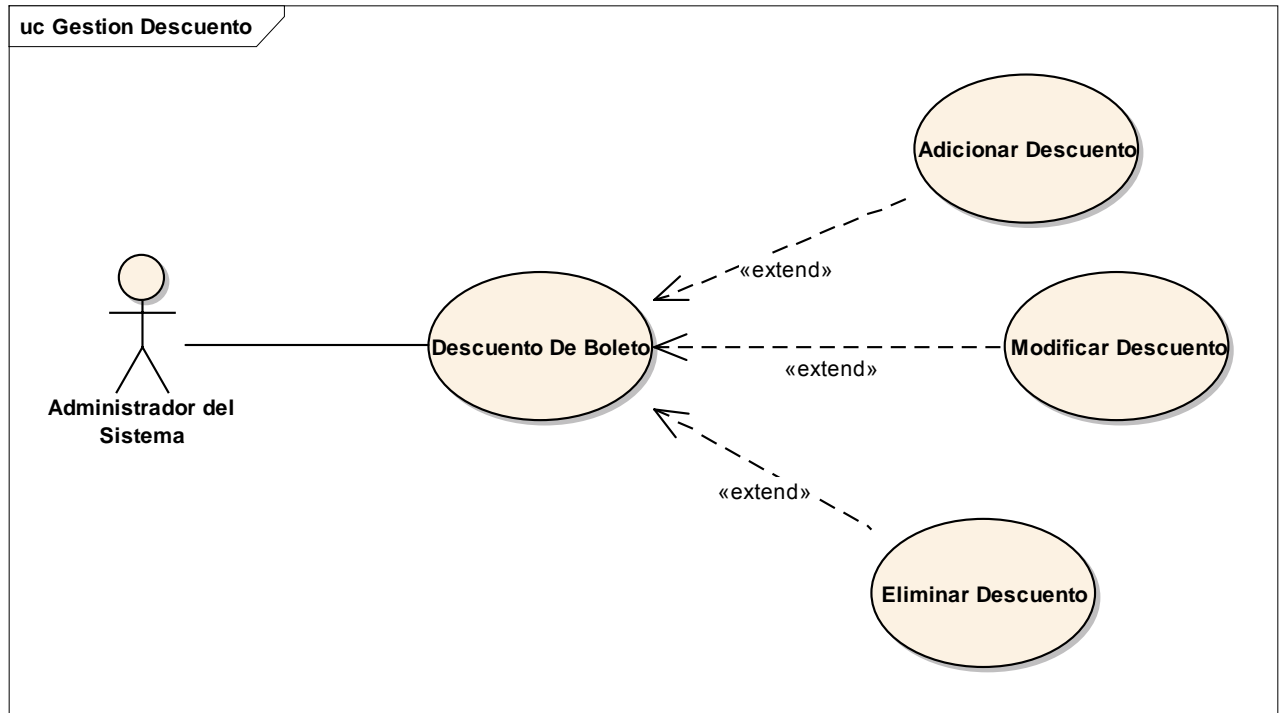 uc Gestion Descuento
Adicionar Descuento
«extend»
Descuento De Boleto
Modificar Descuento
«extend»
Administrador del
Sistema
«extend»
Eliminar Descuento